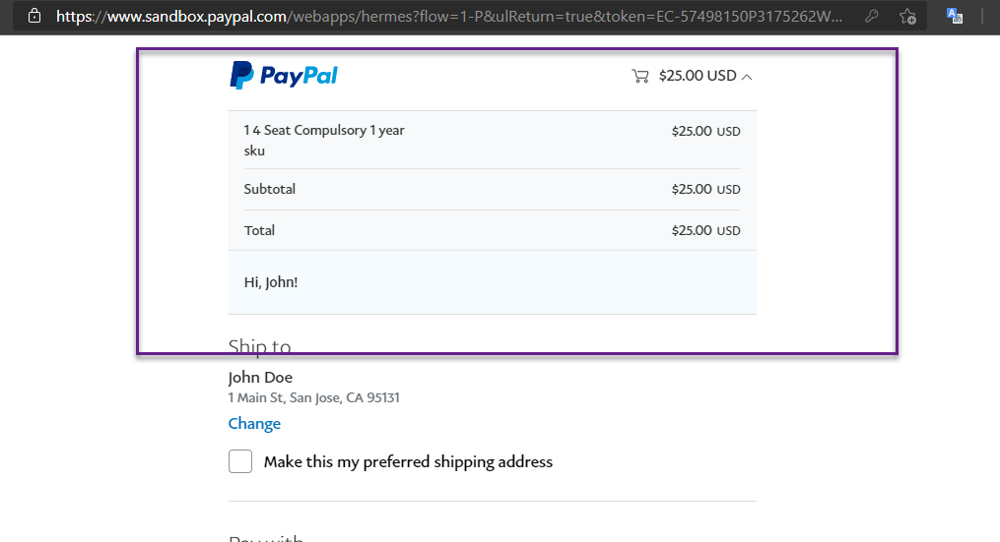 https://www.sandbox.paypal.com/webapps/hermes?flow=1-P&ulReturn=true&token=EC-57498150P3175262W...
PayPal $25.00 USD
1 4 Seat Compulsory 1 year $25.00 USD
sku
Subtotal $25.00 USD
Total $25.00 USD
Hi, John!
Ship to
John Doe
1 Main St, San Jose, CA 95131
Change
Make this my preferred shipping address
Pay with